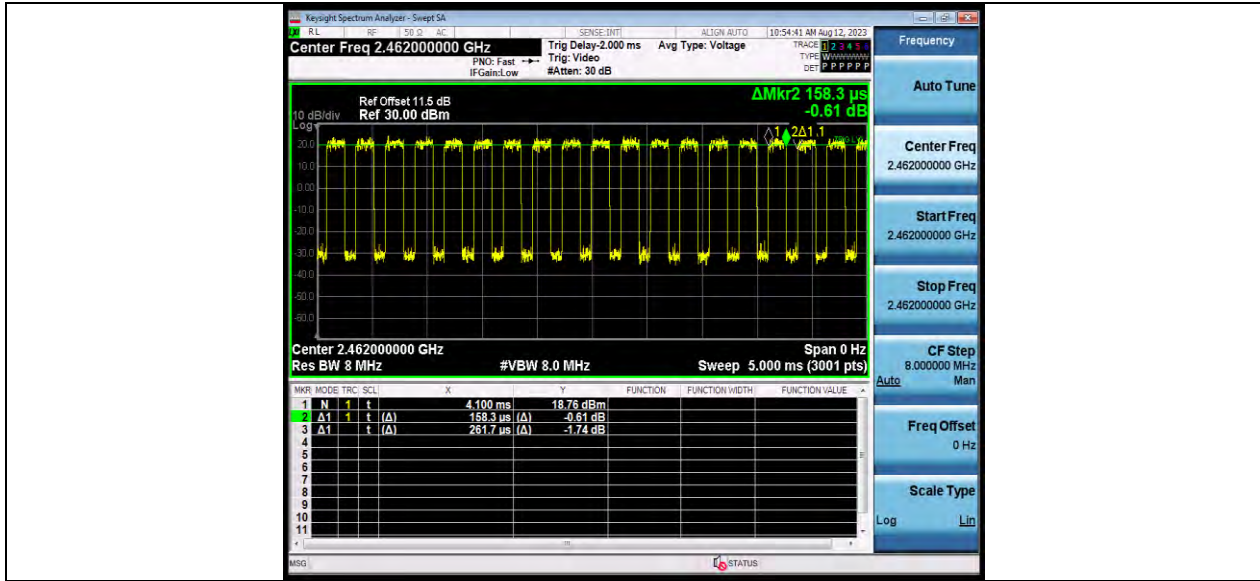 Keysight Spectrum Analyzer - Swept SA
RL RF 50 Ω AC SENSE:INT ALIGN AUTO 10:54:41 AM Aug 12, 2023
Center Freq 2.462000000 GHz
PNO: Fast
IFGain:Low
Trig Delay-2.000 ms
Trig: Video
#Atten: 30 dB
Avg Type: Voltage
TRACE 1 2 3 4 5 6
TYPE
DET P P P P P P
ΔMkr2 158.3 µs
-0.61 dB
Ref Offset 11.5 dB
10 dB/div Ref 30.00 dBm
Log
1 2Δ1
20.0
10.0
0.00
-10.0
-20.0
-30.0
-40.0
-50.0
-60.0
Center 2.462000000 GHz Span 0 Hz
Res BW 8 MHz #VBW 8.0 MHz Sweep 5.000 ms (3001 pts)
MKR MODE TRC SCL X Y FUNCTION FUNCTION WIDTH FUNCTION VALUE
1 N 1 t 4.100 ms 18.76 dBm
2 Δ1 1 t (Δ) 158.3 µs (Δ) -0.61 dB
3 Δ1 t (Δ) 261.7 µs (Δ) -1.74 dB
4
5
6
7
8
9
10
11
MSG STATUS
Frequency
Auto Tune
Center Freq
2.462000000 GHz
Start Freq
2.462000000 GHz
Stop Freq
2.462000000 GHz
CF Step
8.000000 MHz
Auto Man
Freq Offset
0 Hz
Scale Type
Log Lin